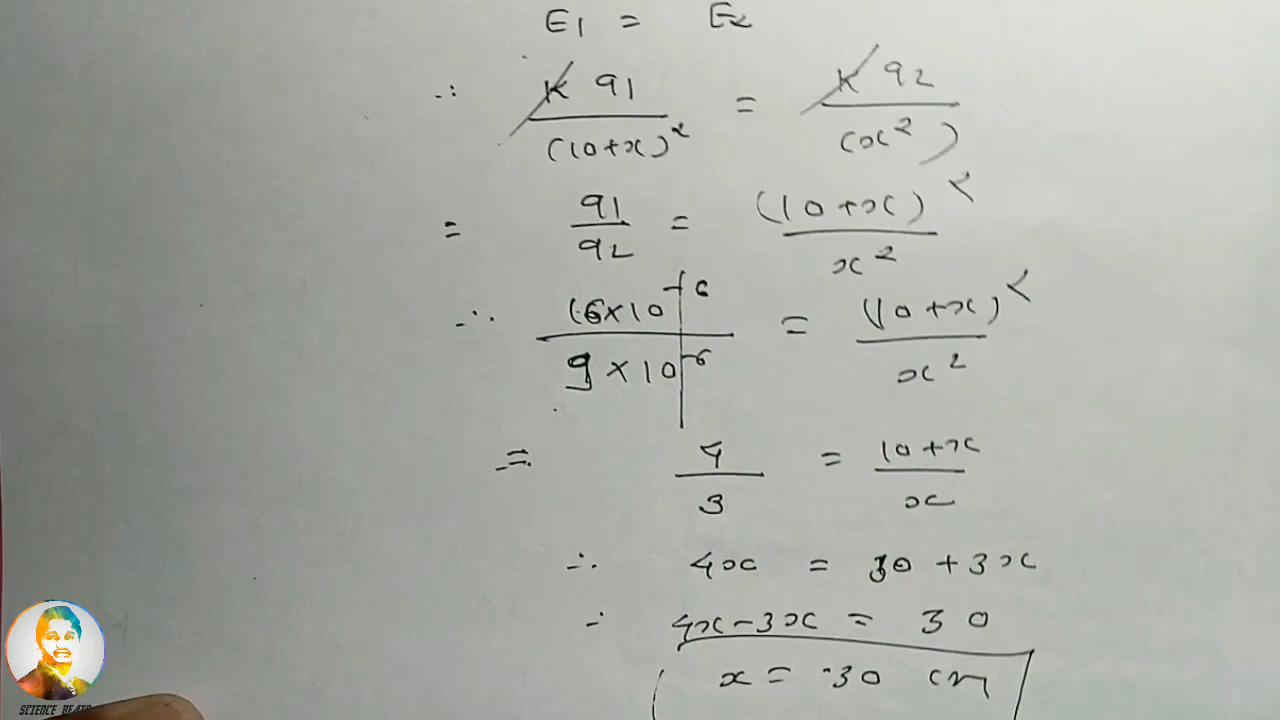 E1 = E2
∴ K q1 / (10+x)² = K q2 / (x²)
= q1 / q2 = (10+x)² / x²
∴ 16×10⁻⁶ / 9×10⁻⁶ = (10+x)² / x²
∴ 4 / 3 = 10+x / x
∴ 4x = 30+3x
∴ 4x-3x = 30
x = 30 cm
SCIENCE